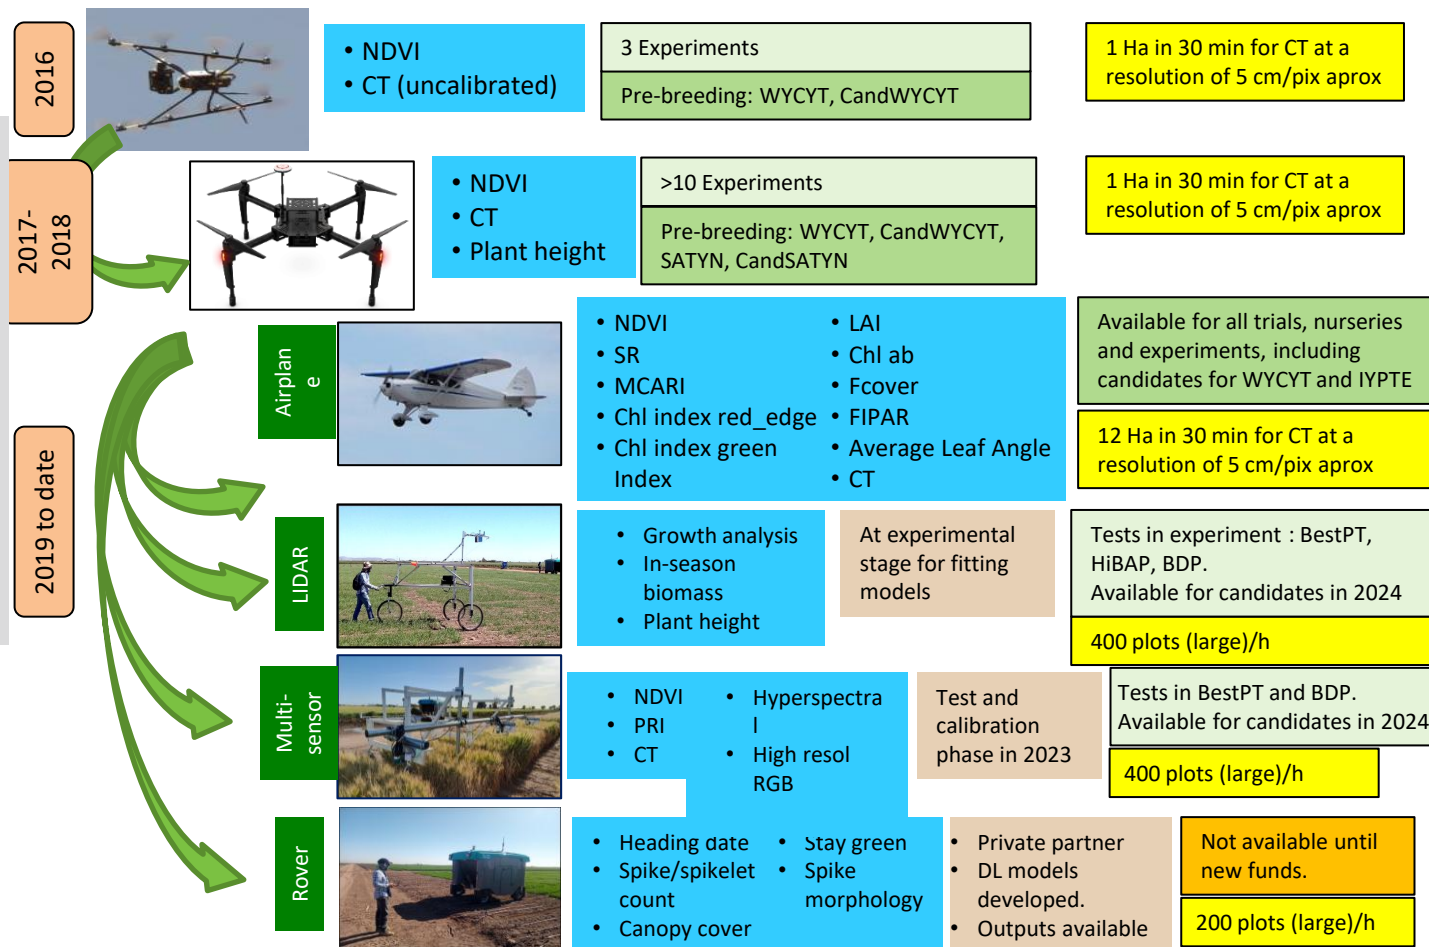 2016
• NDVI
• CT (uncalibrated)
3 Experiments
Pre-breeding: WYCYT, CandWYCYT
1 Ha in 30 min for CT at a
resolution of 5 cm/pix aprox
2017-
2018
• NDVI
• CT
• Plant height
>10 Experiments
Pre-breeding: WYCYT, CandWYCYT,
SATYN, CandSATYN
1 Ha in 30 min for CT at a
resolution of 5 cm/pix aprox
2019 to date
Airplan
e
• NDVI
• SR
• MCARI
• Chl index red_edge
• Chl index green
Index
• LAI
• Chl ab
• Fcover
• FIPAR
• Average Leaf Angle
• CT
Available for all trials, nurseries
and experiments, including
candidates for WYCYT and IYPTE
12 Ha in 30 min for CT at a
resolution of 5 cm/pix aprox
LIDAR
• Growth analysis
• In-season
biomass
• Plant height
At experimental
stage for fitting
models
Tests in experiment : BestPT,
HiBAP, BDP.
Available for candidates in 2024
400 plots (large)/h
Multi-
sensor
• NDVI
• PRI
• CT
• Hyperspectra
l
• High resol
RGB
Test and
calibration
phase in 2023
Tests in BestPT and BDP.
Available for candidates in 2024
400 plots (large)/h
Rover
• Heading date
• Spike/spikelet
count
• Canopy cover
• Stay green
• Spike
morphology
• Private partner
• DL models
developed.
• Outputs available
Not available until
new funds.
200 plots (large)/h